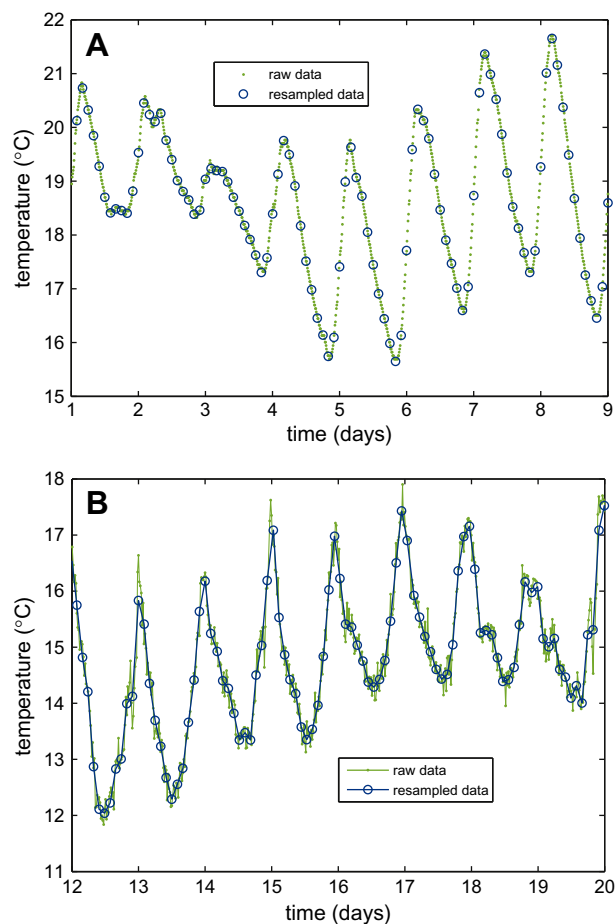 A
22
21
20
19
18
17
16
15
temperature (°C)
raw data
resampled data
1 2 3 4 5 6 7 8 9
time (days)
B
18
17
16
15
14
13
12
11
temperature (°C)
raw data
resampled data
12 13 14 15 16 17 18 19 20
time (days)